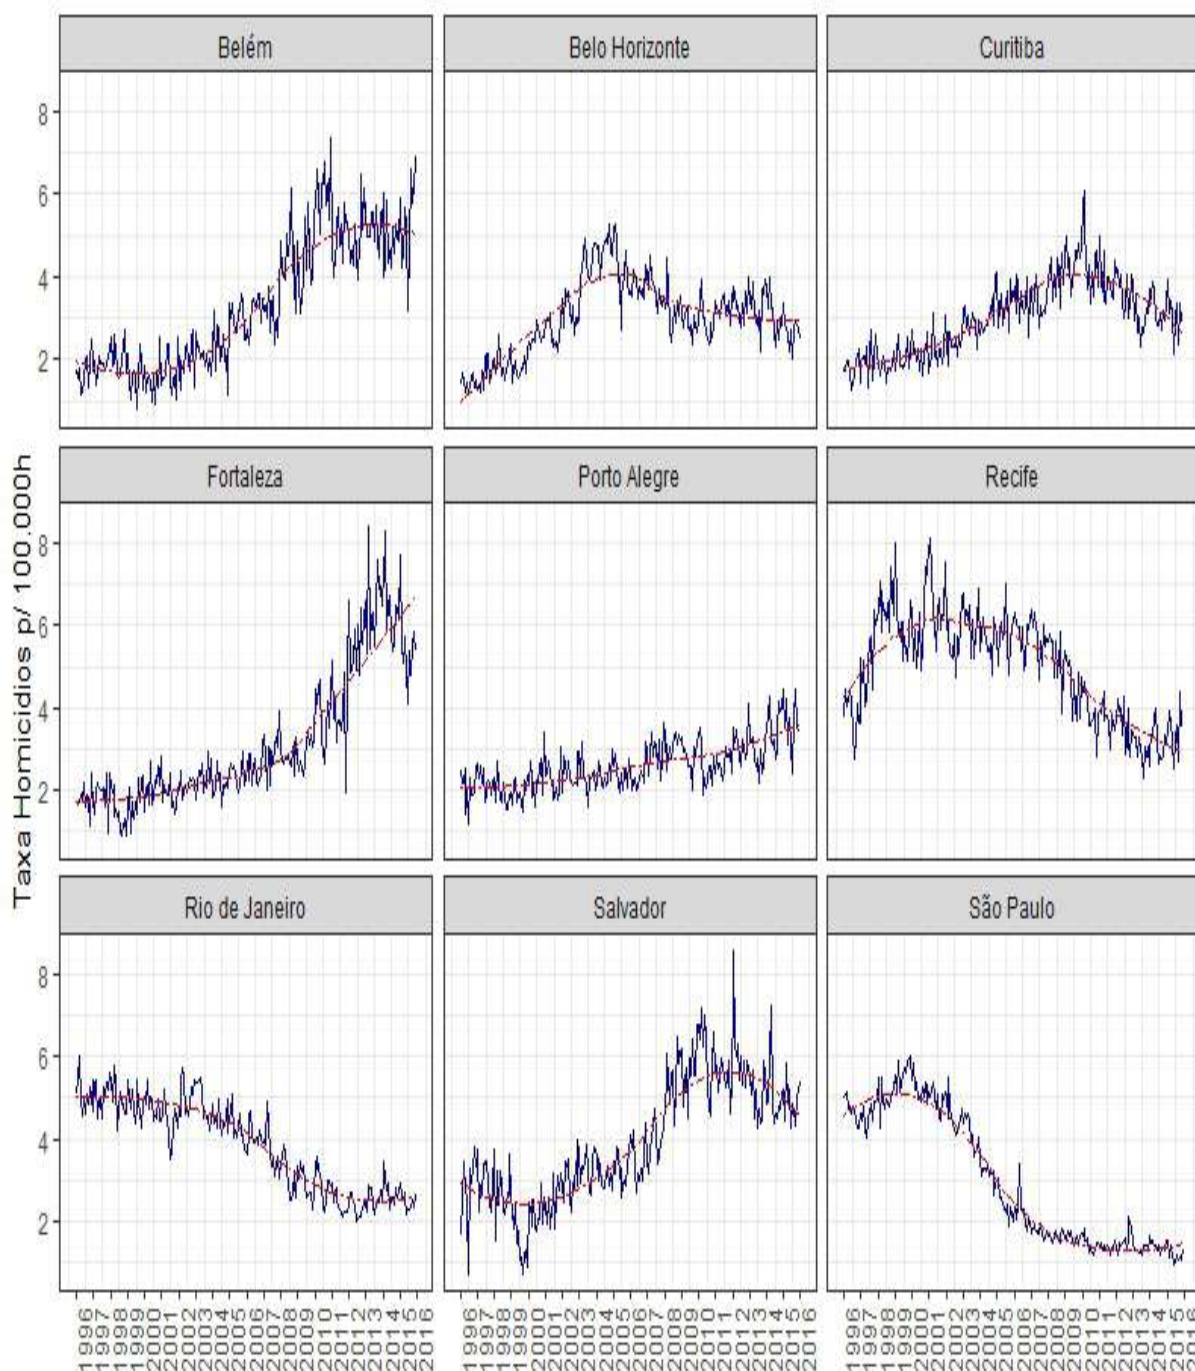 Belém Belo Horizonte Curitiba
8
6
4
2
Fortaleza Porto Alegre Recife
8
6
4
2
Rio de Janeiro Salvador São Paulo
8
6
4
2
Taxa Homicidios p/ 100.000h
1996 1997 1998 1999 2000 2001 2002 2003 2004 2005 2006 2007 2008 2009 2010 2011 2012 2013 2014 2015 2016
1996 1997 1998 1999 2000 2001 2002 2003 2004 2005 2006 2007 2008 2009 2010 2011 2012 2013 2014 2015 2016
1996 1997 1998 1999 2000 2001 2002 2003 2004 2005 2006 2007 2008 2009 2010 2011 2012 2013 2014 2015 2016